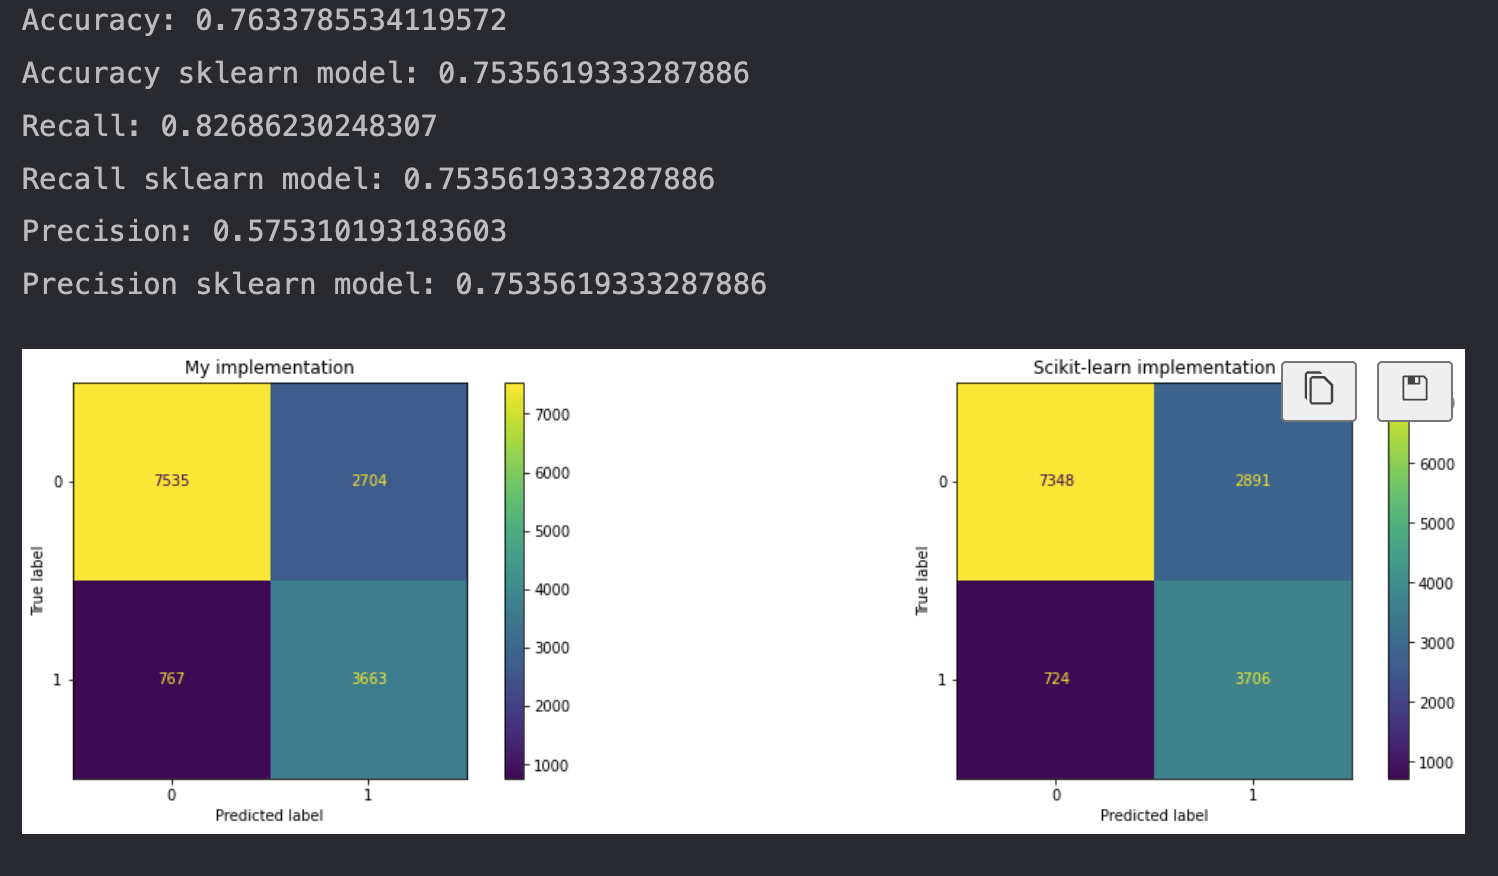 Accuracy: 0.7633785534119572
Accuracy sklearn model: 0.7535619333287886
Recall: 0.82686230248307
Recall sklearn model: 0.7535619333287886
Precision: 0.575310193183603
Precision sklearn model: 0.7535619333287886
My implementation
7535
2704
767
3663
0
1
True label
0
1
Predicted label
7000
6000
5000
4000
3000
2000
1000
Scikit-learn implementation
7348
2891
724
3706
0
1
True label
0
1
Predicted label
6000
5000
4000
3000
2000
1000